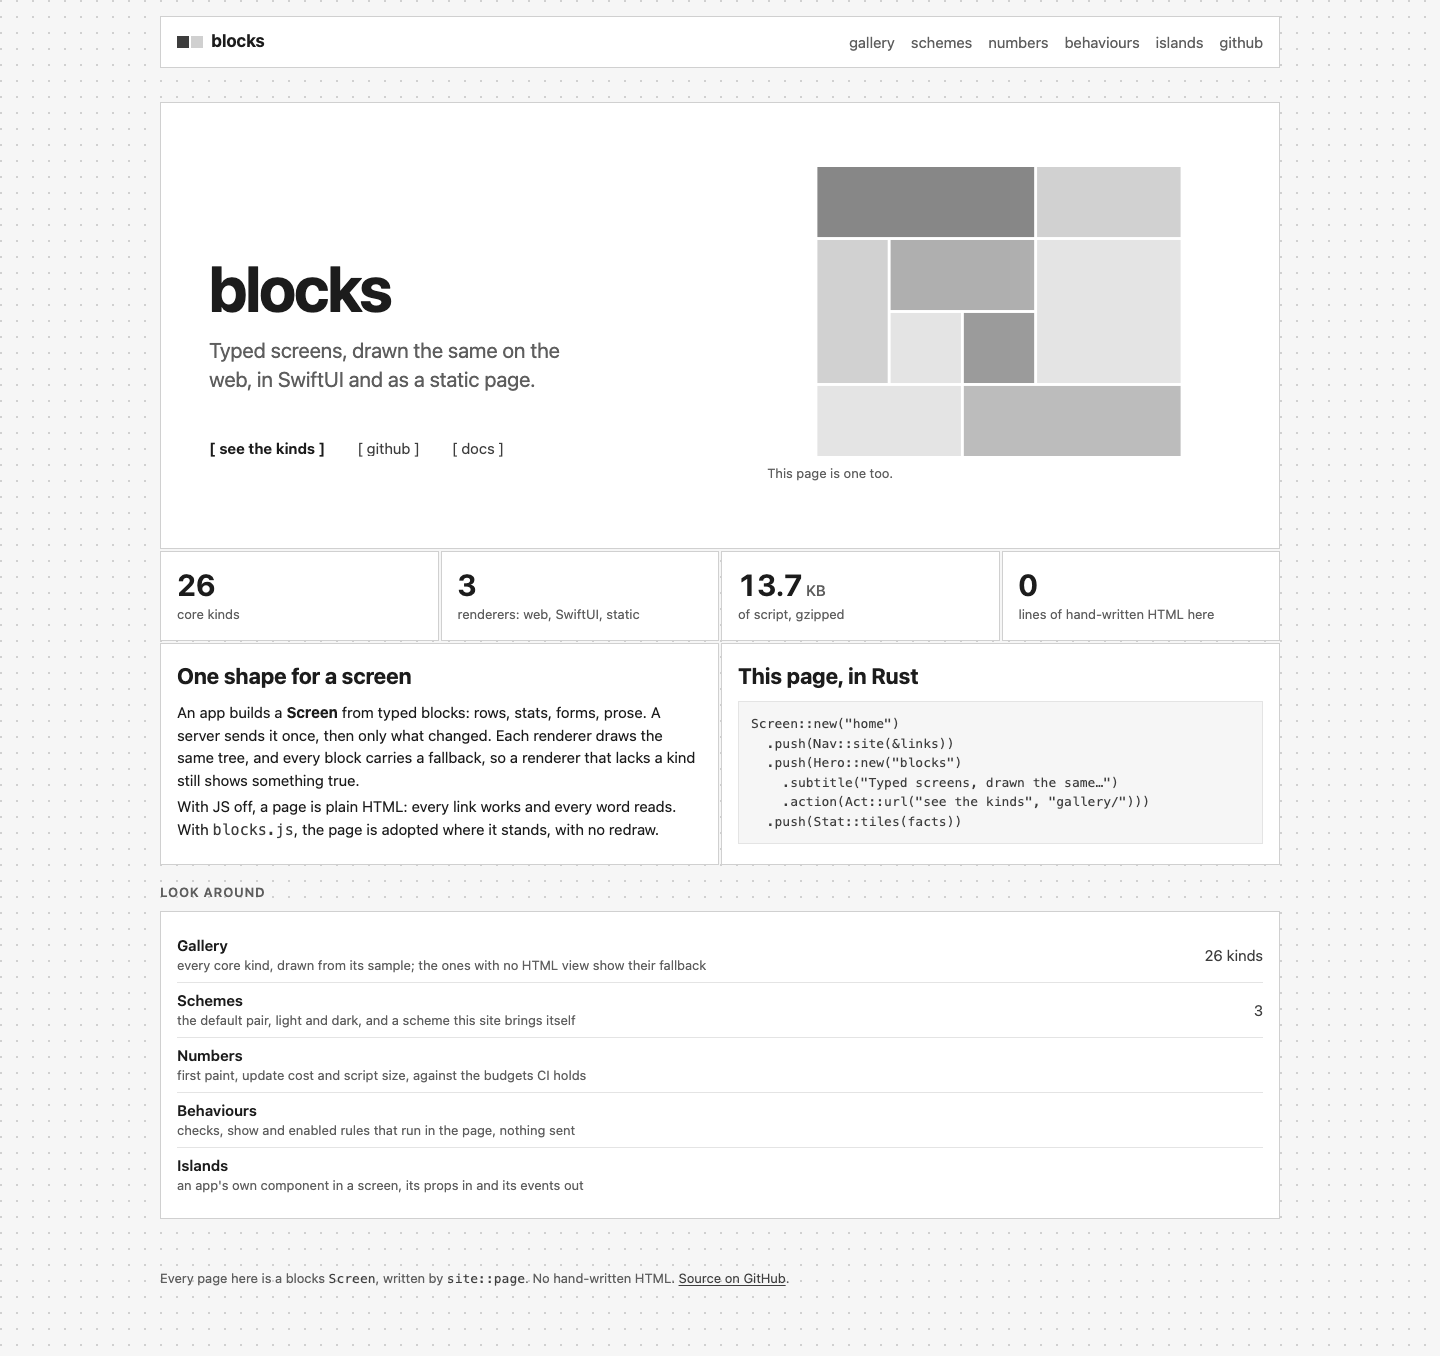 blocks
gallery schemes numbers behaviours islands github
blocks
Typed screens, drawn the same on the
web, in SwiftUI and as a static page.
[ see the kinds ] [ github ] [ docs ]
This page is one too.
26
core kinds
3
renderers: web, SwiftUI, static
13.7 KB
of script, gzipped
0
lines of hand-written HTML here
One shape for a screen
An app builds a Screen from typed blocks: rows, stats, forms, prose. A
server sends it once, then only what changed. Each renderer draws the
same tree, and every block carries a fallback, so a renderer that lacks a kind
still shows something true.
With JS off, a page is plain HTML: every link works and every word reads.
With blocks.js, the page is adopted where it stands, with no redraw.
This page, in Rust
Screen::new("home")
  .push(Nav::site(&links))
  .push(Hero::new("blocks")
    .subtitle("Typed screens, drawn the same…")
    .action(Act::url("see the kinds", "gallery/")))
  .push(Stat::tiles(facts))
LOOK AROUND
Gallery
every core kind, drawn from its sample; the ones with no HTML view show their fallback
26 kinds
Schemes
the default pair, light and dark, and a scheme this site brings itself
3
Numbers
first paint, update cost and script size, against the budgets CI holds
Behaviours
checks, show and enabled rules that run in the page, nothing sent
Islands
an app's own component in a screen, its props in and its events out
Every page here is a blocks Screen, written by site::page. No hand-written HTML. Source on GitHub.